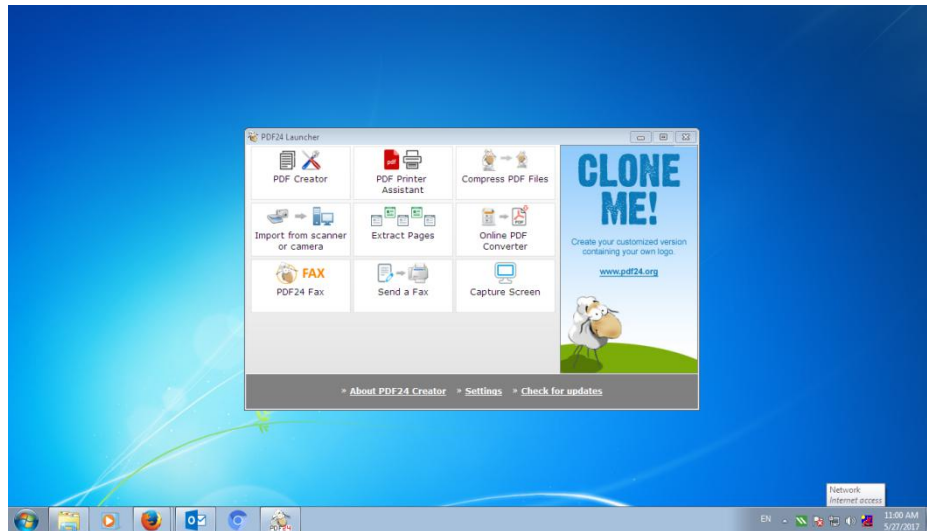 PDF24 Launcher
PDF Creator
PDF Printer
Assistant
Compress PDF Files
Import from scanner
or camera
Extract Pages
Online PDF
Converter
FAX
PDF24 Fax
Send a Fax
Capture Screen
CLONE
ME!
Create your customized version
containing your own logo.
www.pdf24.org
» About PDF24 Creator » Settings » Check for updates
Network
Internet access
EN
11:00 AM
5/27/2017